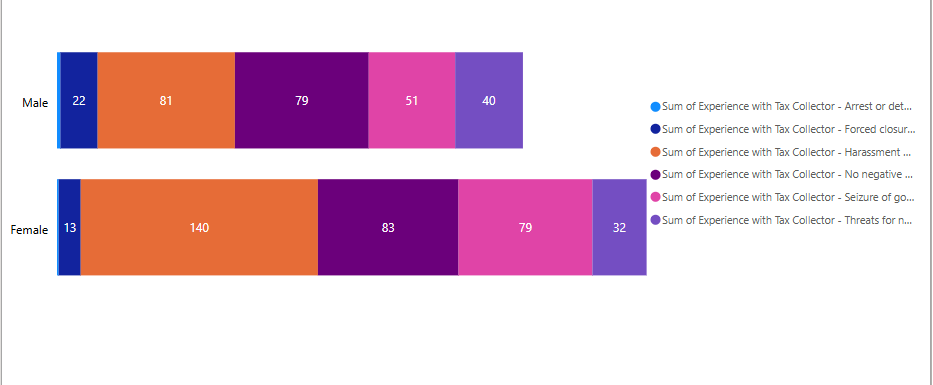 Male
22
81
79
51
40
Female
13
140
83
79
32
Sum of Experience with Tax Collector - Arrest or det...
Sum of Experience with Tax Collector - Forced closur...
Sum of Experience with Tax Collector - Harassment ...
Sum of Experience with Tax Collector - No negative ...
Sum of Experience with Tax Collector - Seizure of go...
Sum of Experience with Tax Collector - Threats for n...